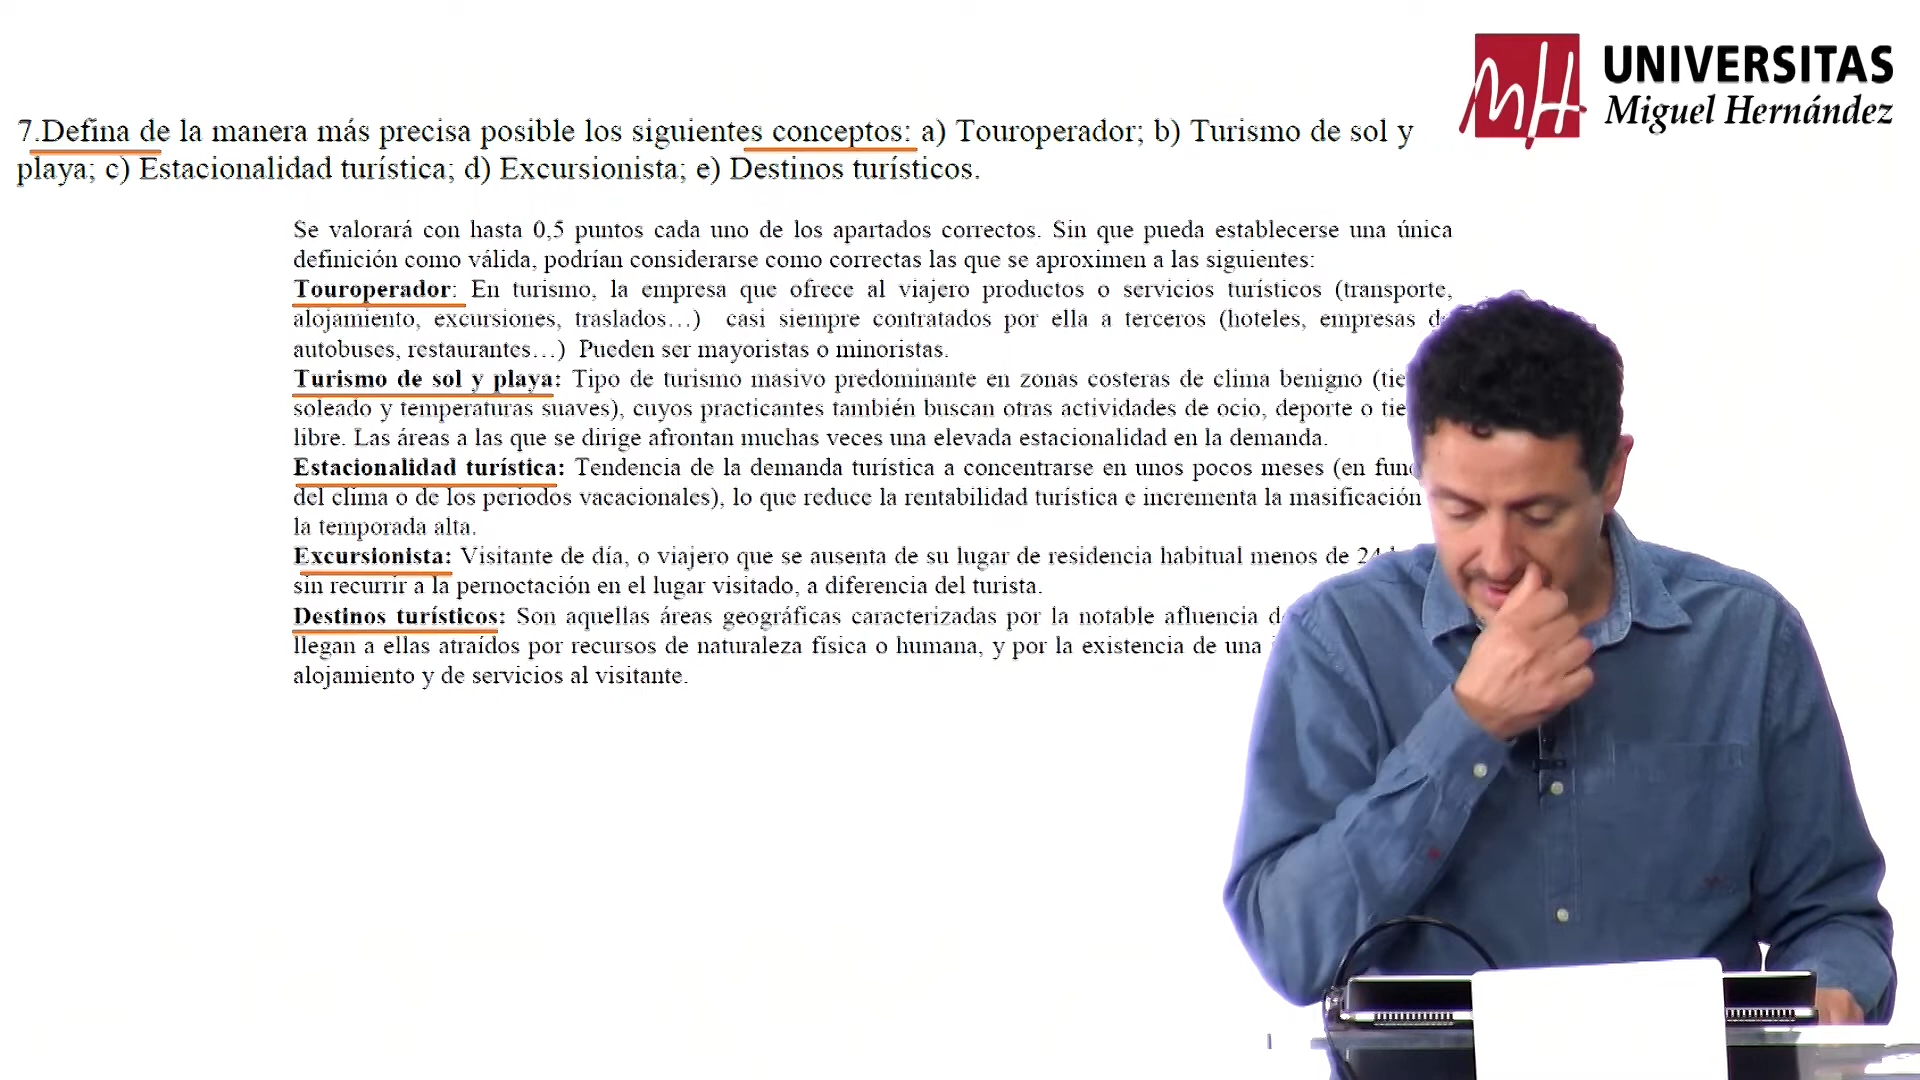 UNIVERSITAS
Miguel Hernández
7.Defina de la manera más precisa posible los siguientes conceptos: a) Touroperador; b) Turismo de sol y
playa; c) Estacionalidad turística; d) Excursionista; e) Destinos turísticos.
Se valorará con hasta 0,5 puntos cada uno de los apartados correctos. Sin que pueda establecerse una única
definición como válida, podrían considerarse como correctas las que se aproximen a las siguientes:
Touroperador: En turismo, la empresa que ofrece al viajero productos o servicios turísticos (transporte,
alojamiento, excursiones, traslados…) casi siempre contratados por ella a terceros (hoteles, empresas
autobuses, restaurantes…) Pueden ser mayoristas o minoristas.
Turismo de sol y playa: Tipo de turismo masivo predominante en zonas costeras de clima benigno
soleado y temperaturas suaves), cuyos practicantes también buscan otras actividades de ocio, deporte o
libre. Las áreas a las que se dirige afrontan muchas veces una elevada estacionalidad en la demanda.
Estacionalidad turística: Tendencia de la demanda turística a concentrarse en unos pocos meses (en
del clima o de los periodos vacacionales), lo que reduce la rentabilidad turística e incrementa la masificación
la temporada alta.
Excursionista: Visitante de día, o viajero que se ausenta de su lugar de residencia habitual menos de
sin recurrir a la pernoctación en el lugar visitado, a diferencia del turista.
Destinos turísticos: Son aquellas áreas geográficas caracterizadas por la notable afluencia
llegan a ellas atraídos por recursos de naturaleza física o humana, y por la existencia de una
alojamiento y de servicios al visitante.